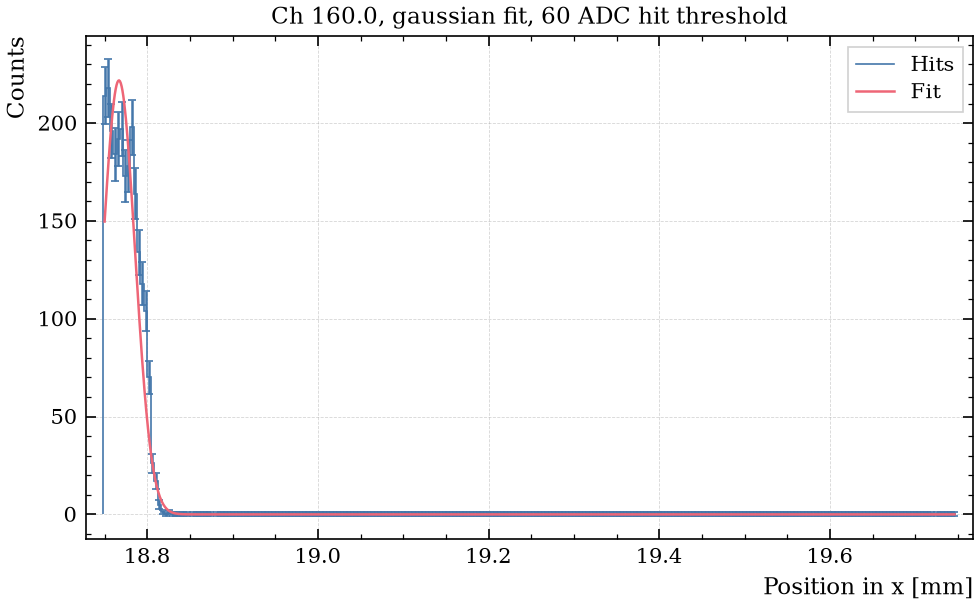 Ch 160.0, gaussian fit, 60 ADC hit threshold
Counts
Hits
Fit
200
150
100
50
0
18.8 19.0 19.2 19.4 19.6
Position in x [mm]